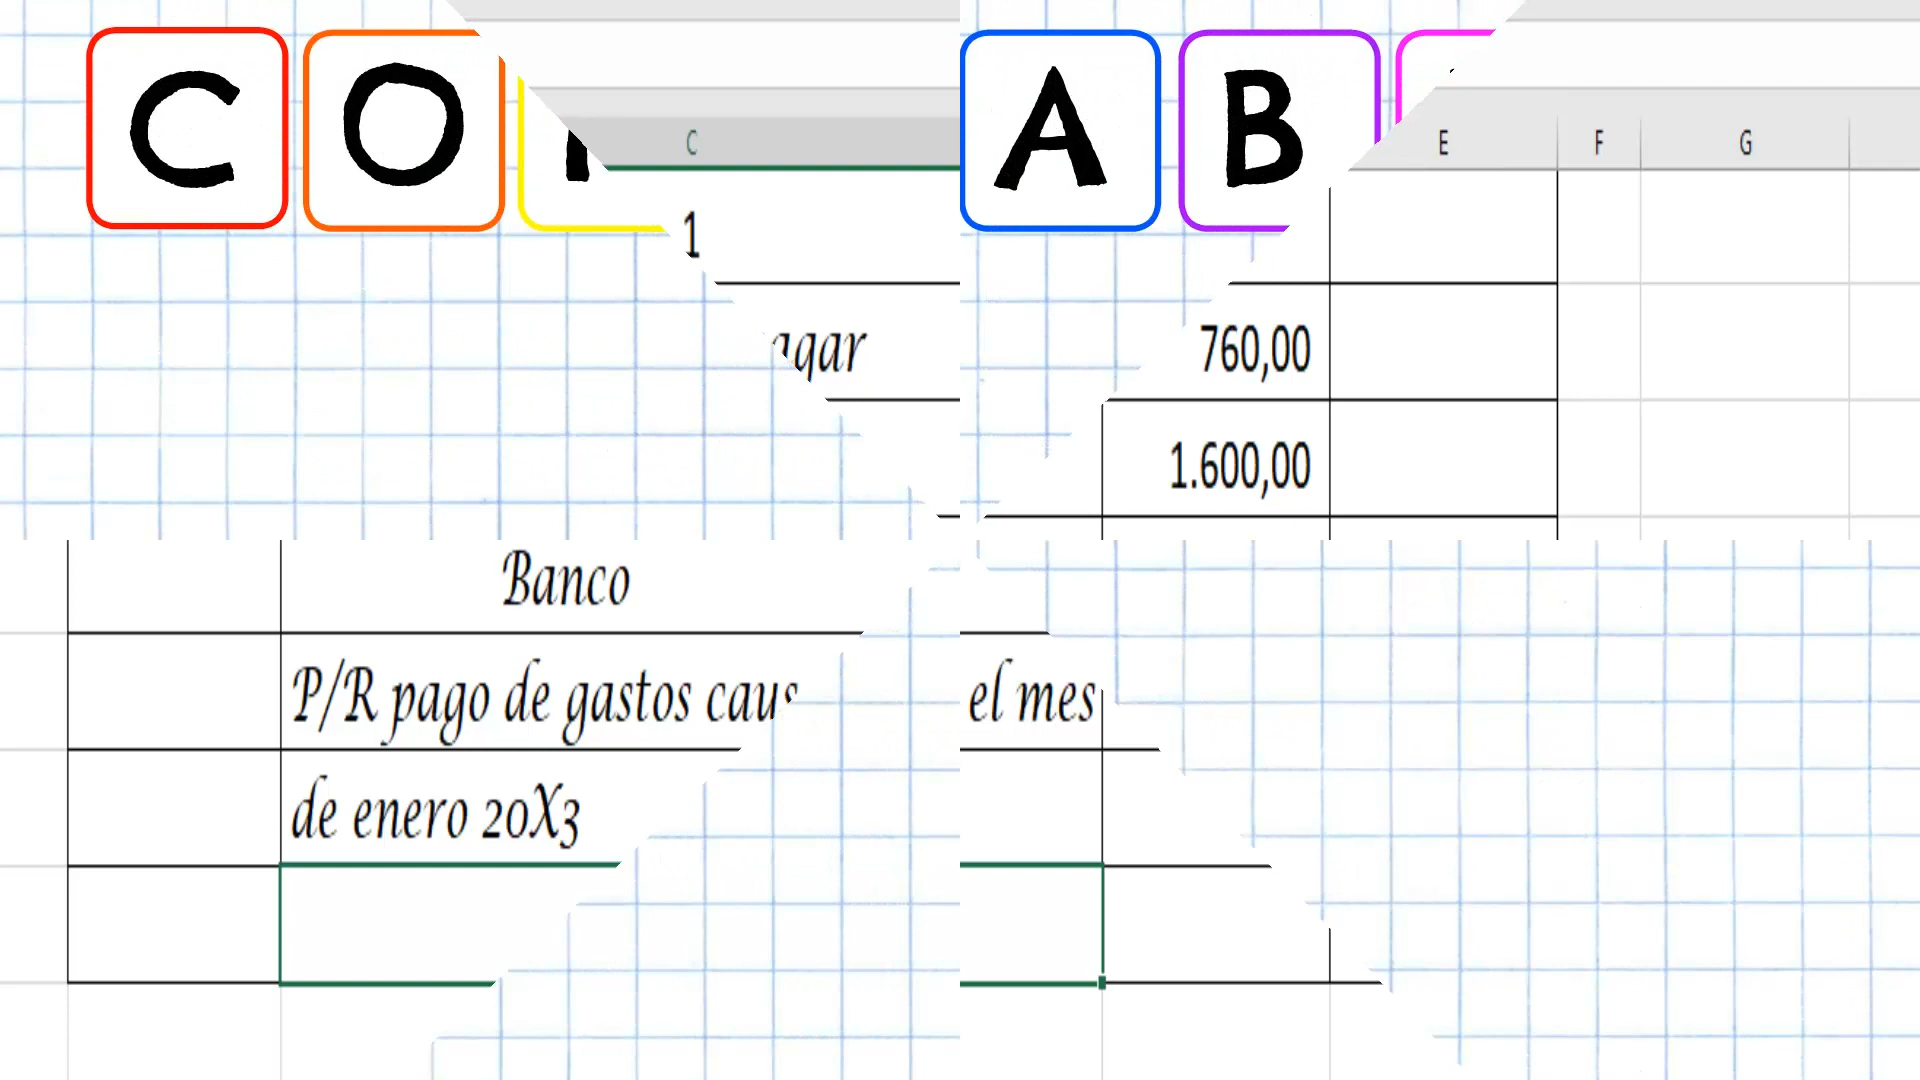 C O A B
C E F G
1
760,00
1.600,00
Banco
P/R pago de gastos el mes
de enero 20X3